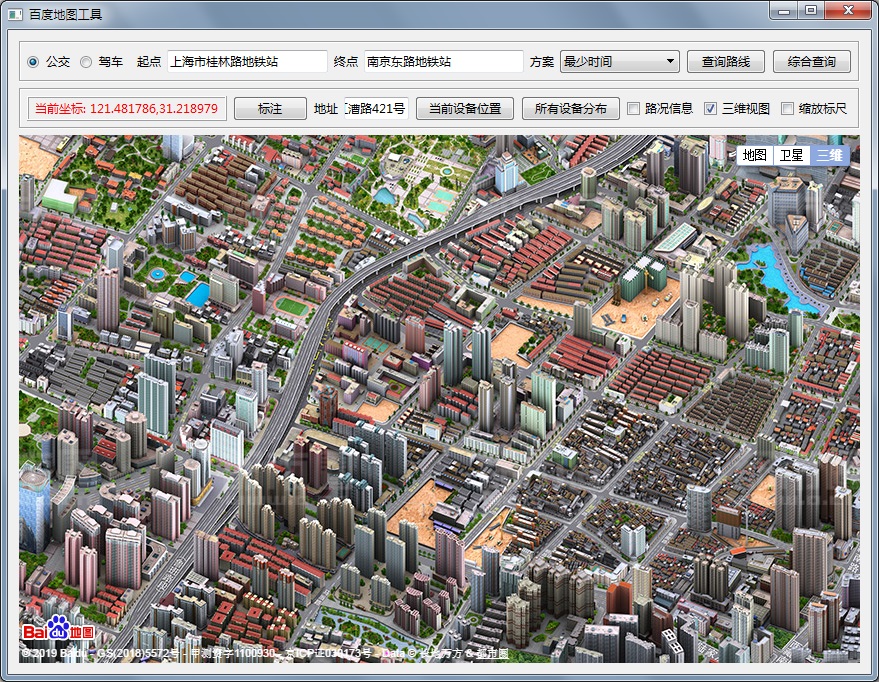 百度地图工具
公交 驾车 起点 上海市桂林路地铁站 终点 南京东路地铁站 方案 最少时间 查询路线 综合查询
当前坐标: 121.481786,31.218979 标注 地址 漕路421号 当前设备位置 所有设备分布 路况信息 三维视图 缩放标尺
地图 卫星 三维
Bai du 地图
© 2019 Baidu - GS(2018)5572号 - 甲测资字1100930 - 京ICP证030173号 - Data © 长地万方 & 都市圈